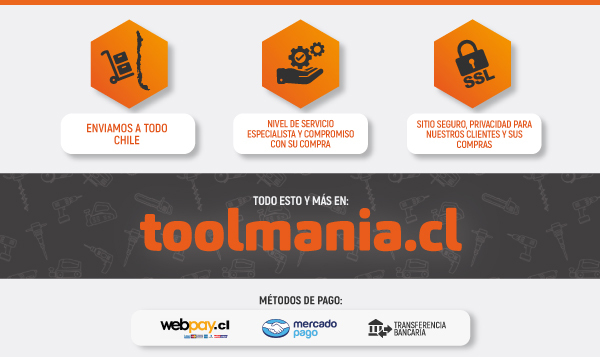 SSL
ENVIAMOS A TODO
CHILE
NIVEL DE SERVICIO
ESPECIALISTA Y COMPROMISO
CON SU COMPRA
SITIO SEGURO, PRIVACIDAD PARA
NUESTROS CLIENTES Y SUS
COMPRAS
TODO ESTO Y MÁS EN:
toolmania.cl
MÉTODOS DE PAGO:
webpay.cl
mercado
pago
TRANSFERENCIA
BANCARIA